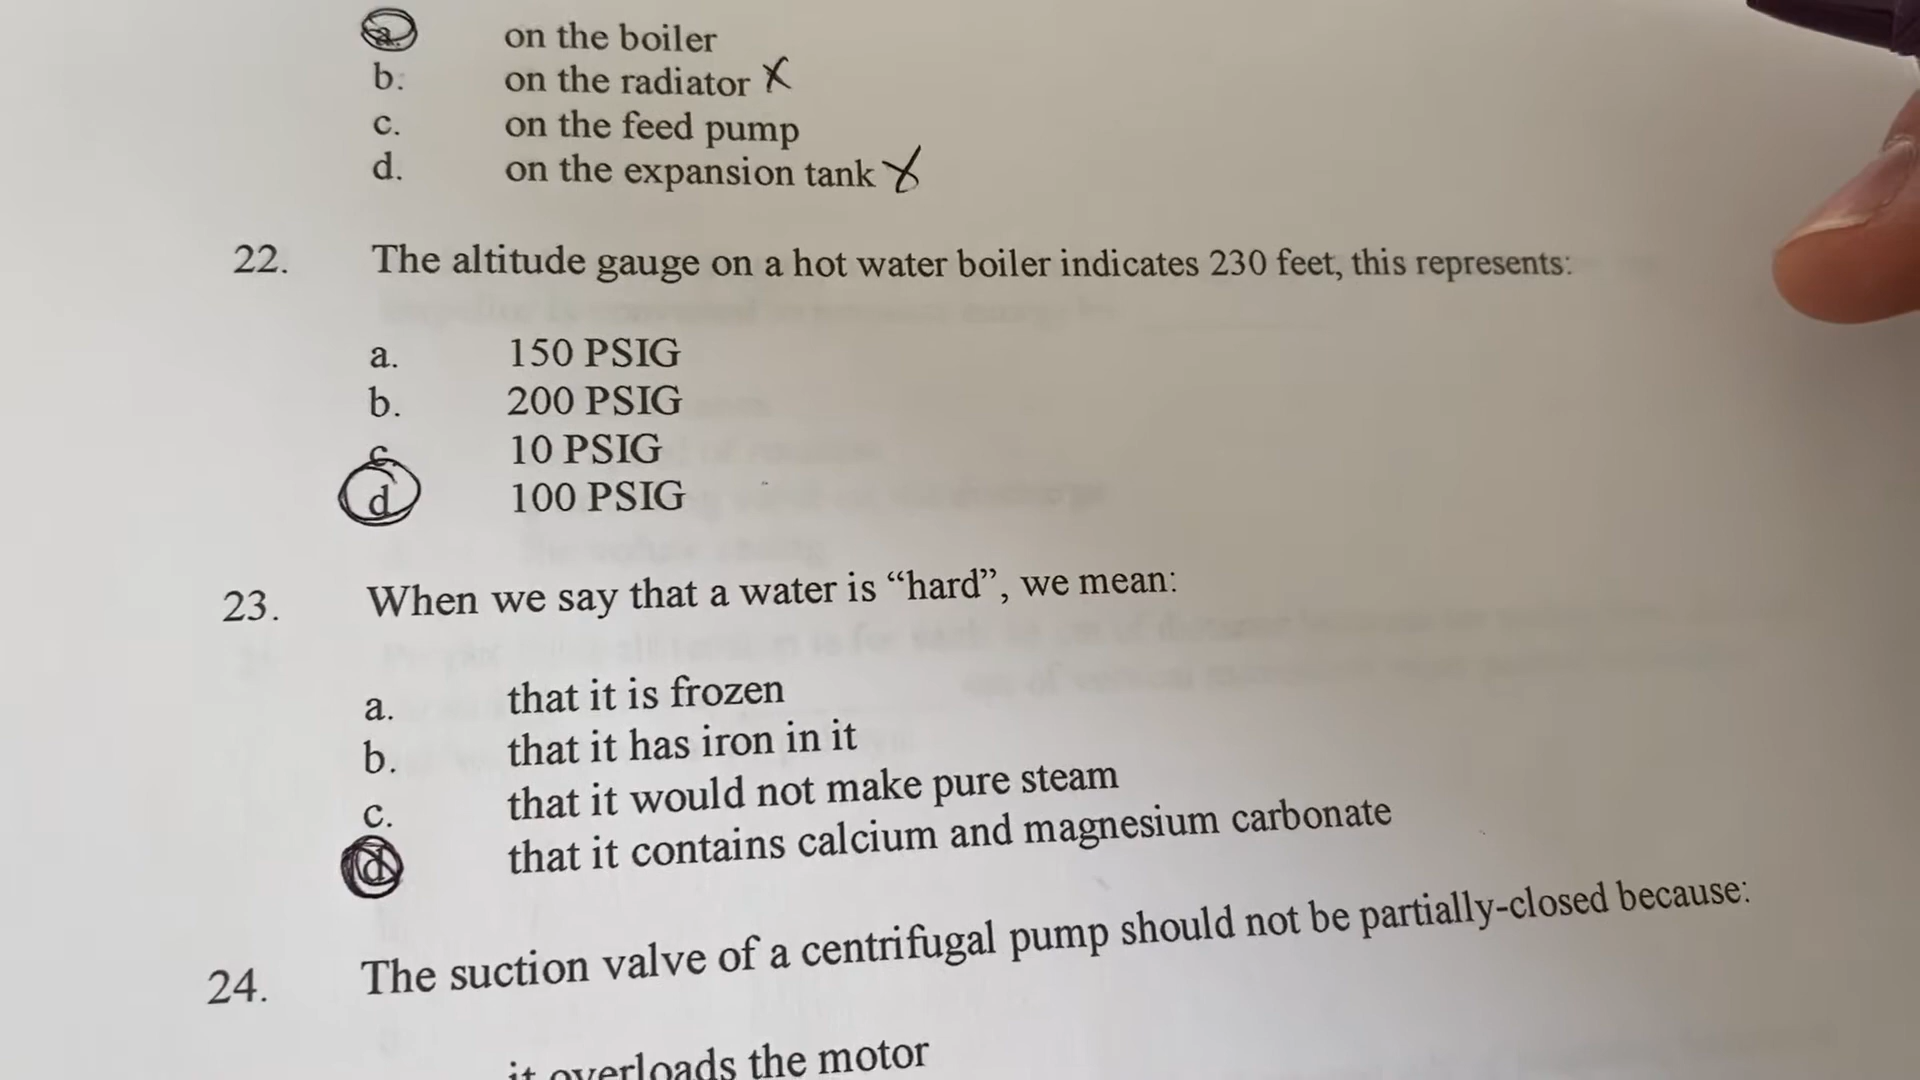 a. on the boiler
b. on the radiator X
c. on the feed pump
d. on the expansion tank X
22. The altitude gauge on a hot water boiler indicates 230 feet, this represents:
a. 150 PSIG
b. 200 PSIG
c. 10 PSIG
d 100 PSIG
23. When we say that a water is “hard”, we mean:
a. that it is frozen
b. that it has iron in it
c. that it would not make pure steam
d that it contains calcium and magnesium carbonate
24. The suction valve of a centrifugal pump should not be partially-closed because:
it overloads the motor